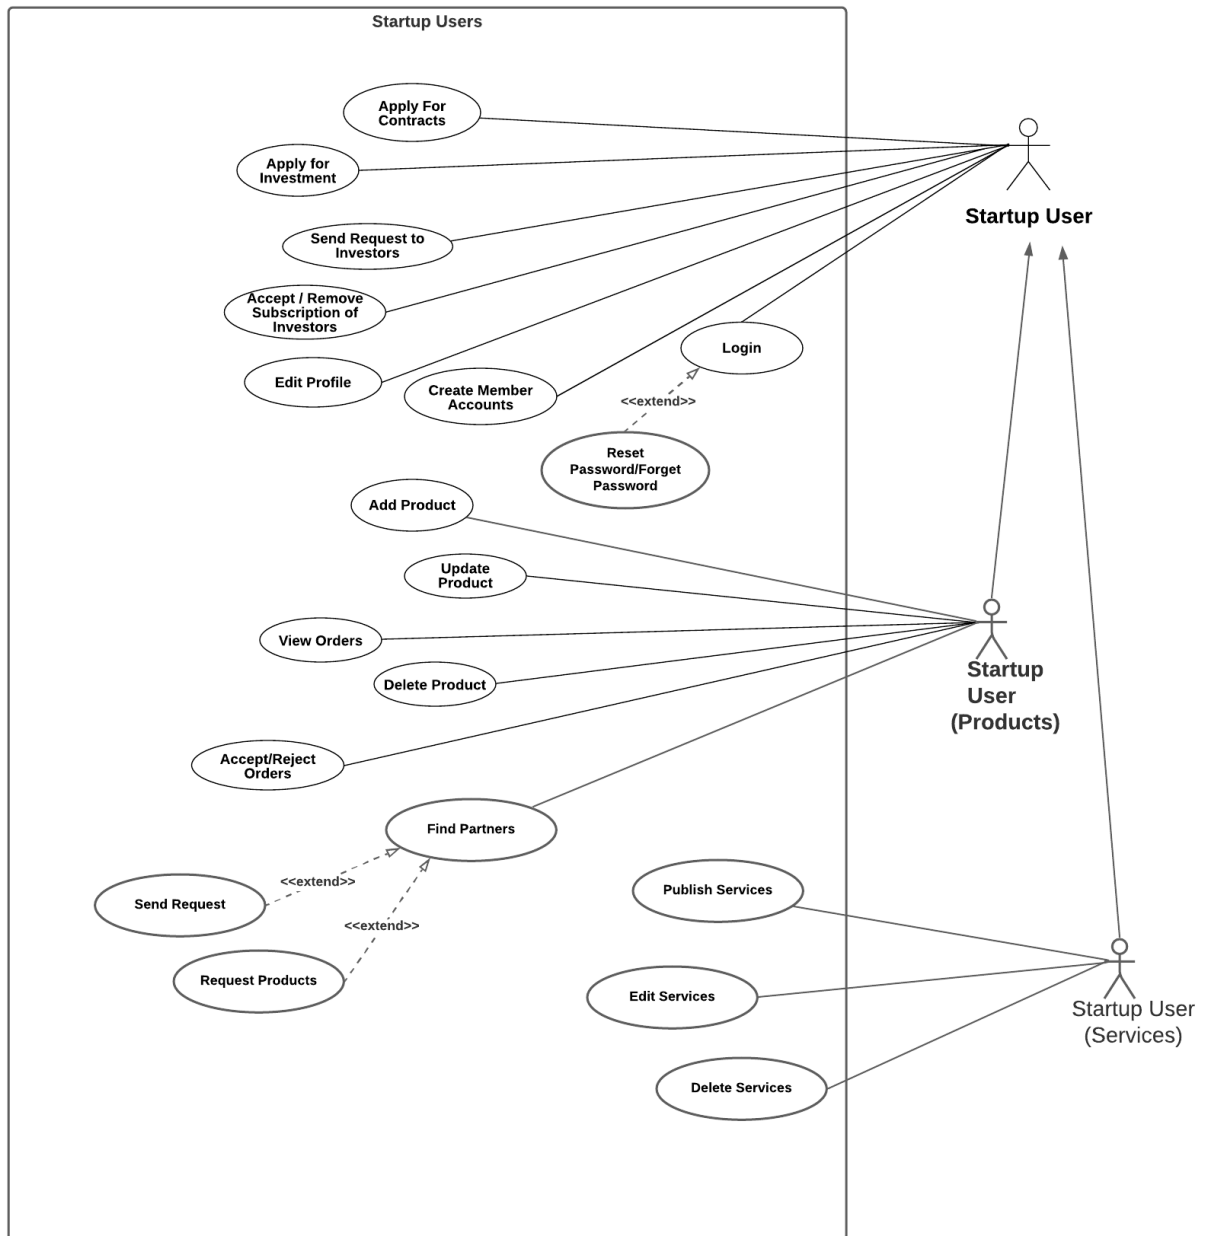 Startup Users
Apply For
Contracts
Apply for
Investment
Startup User
Send Request to
Investors
Accept / Remove
Subscription of
Investors
Login
Edit Profile
Create Member
Accounts
<<extend>>
Reset
Password/Forget
Password
Add Product
Update
Product
View Orders
Delete Product
Startup
User
(Products)
Accept/Reject
Orders
Find Partners
<<extend>>
Send Request
<<extend>>
Request Products
Publish Services
Edit Services
Startup User
(Services)
Delete Services